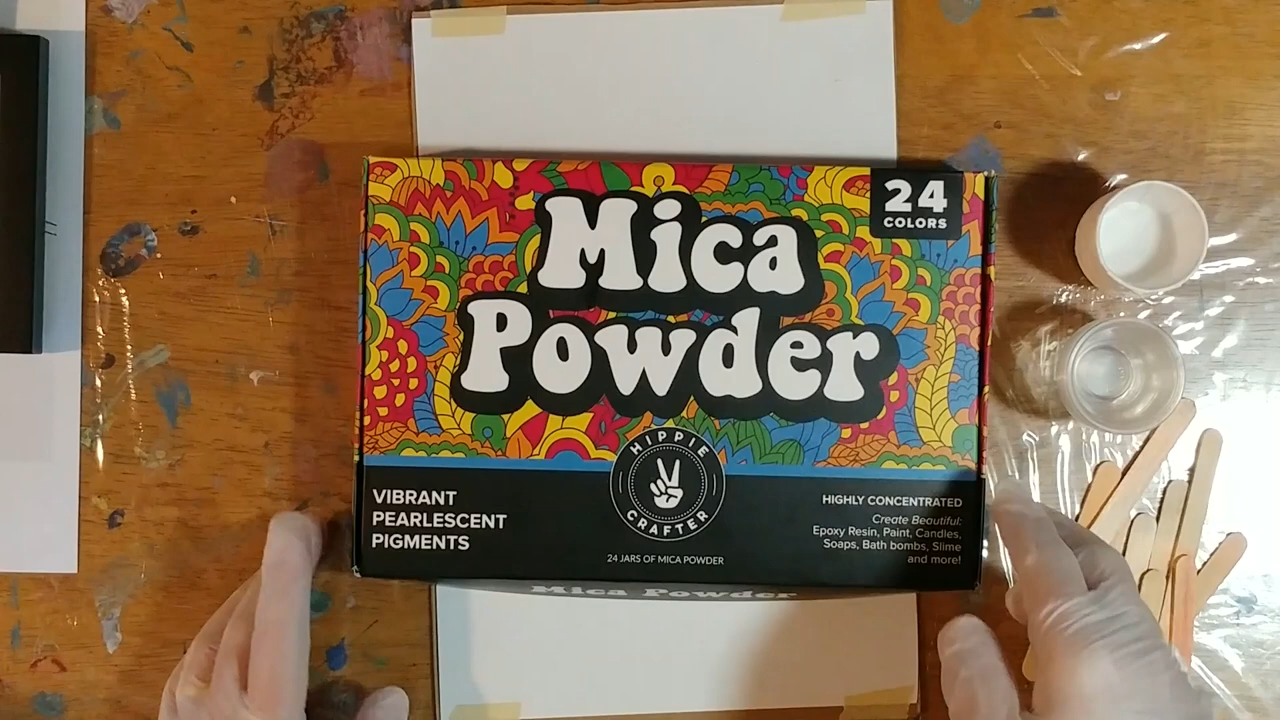 24
COLORS
Mica
Powder
HIPPIE
CRAFTER
VIBRANT
PEARLESCENT
PIGMENTS
24 JARS OF MICA POWDER
HIGHLY CONCENTRATED
Create Beautiful:
Epoxy Resin, Paint, Candles,
Soaps, Bath bombs, Slime
and more!
Mica Powder